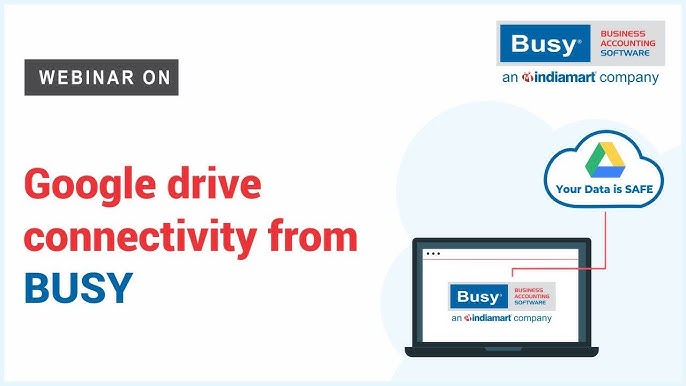 WEBINAR ON
Busy®
BUSINESS
ACCOUNTING
SOFTWARE
an indiamart company
Google drive
connectivity from
BUSY
Your Data is SAFE
Busy®
BUSINESS
ACCOUNTING
SOFTWARE
an indiamart company